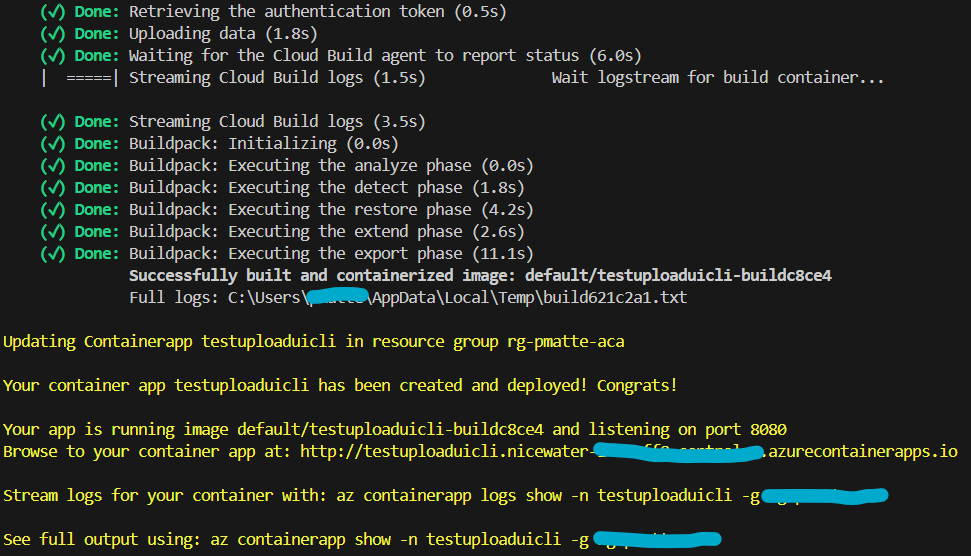 (✓) Done: Retrieving the authentication token (0.5s)
(✓) Done: Uploading data (1.8s)
(✓) Done: Waiting for the Cloud Build agent to report status (6.0s)
|  =====| Streaming Cloud Build logs (1.5s)             Wait logstream for build container...
(✓) Done: Streaming Cloud Build logs (3.5s)
(✓) Done: Buildpack: Initializing (0.0s)
(✓) Done: Buildpack: Executing the analyze phase (0.0s)
(✓) Done: Buildpack: Executing the detect phase (1.8s)
(✓) Done: Buildpack: Executing the restore phase (4.2s)
(✓) Done: Buildpack: Executing the extend phase (2.6s)
(✓) Done: Buildpack: Executing the export phase (11.1s)
Successfully built and containerized image: default/testuploaduicli-buildc8ce4
Full logs: C:\Users\ \AppData\Local\Temp\build621c2a1.txt
Updating Containerapp testuploaduicli in resource group rg-pmatte-aca
Your container app testuploaduicli has been created and deployed! Congrats!
Your app is running image default/testuploaduicli-buildc8ce4 and listening on port 8080
Browse to your container app at: http://testuploaduicli.nicewater- .azurecontainerapps.io
Stream logs for your container with: az containerapp logs show -n testuploaduicli -g
See full output using: az containerapp show -n testuploaduicli -g